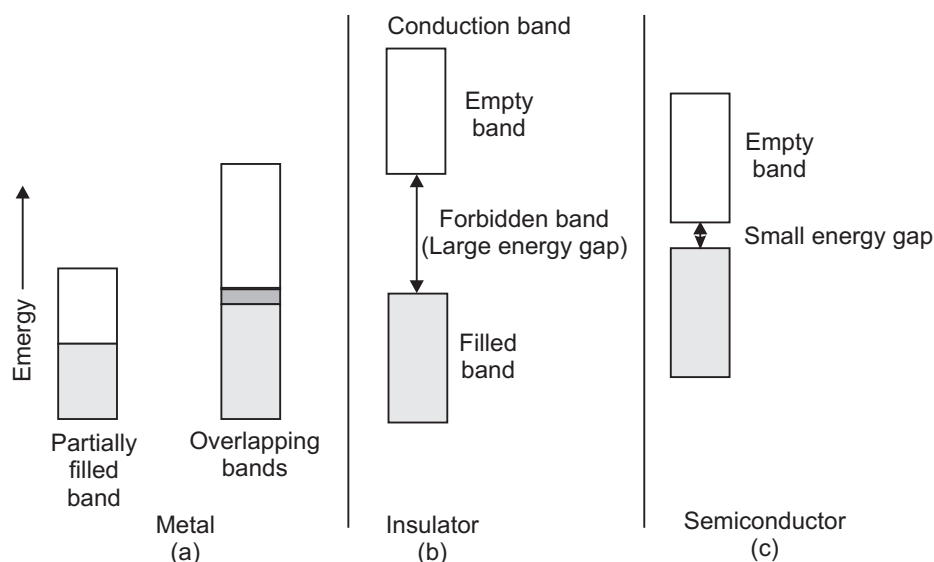 Conduction band
Empty
band
Forbidden band
(Large energy gap)
Filled
band
Empty
band
Small energy gap
Emergy
Partially
filled
band
Overlapping
bands
Metal
(a)
Insulator
(b)
Semiconductor
(c)